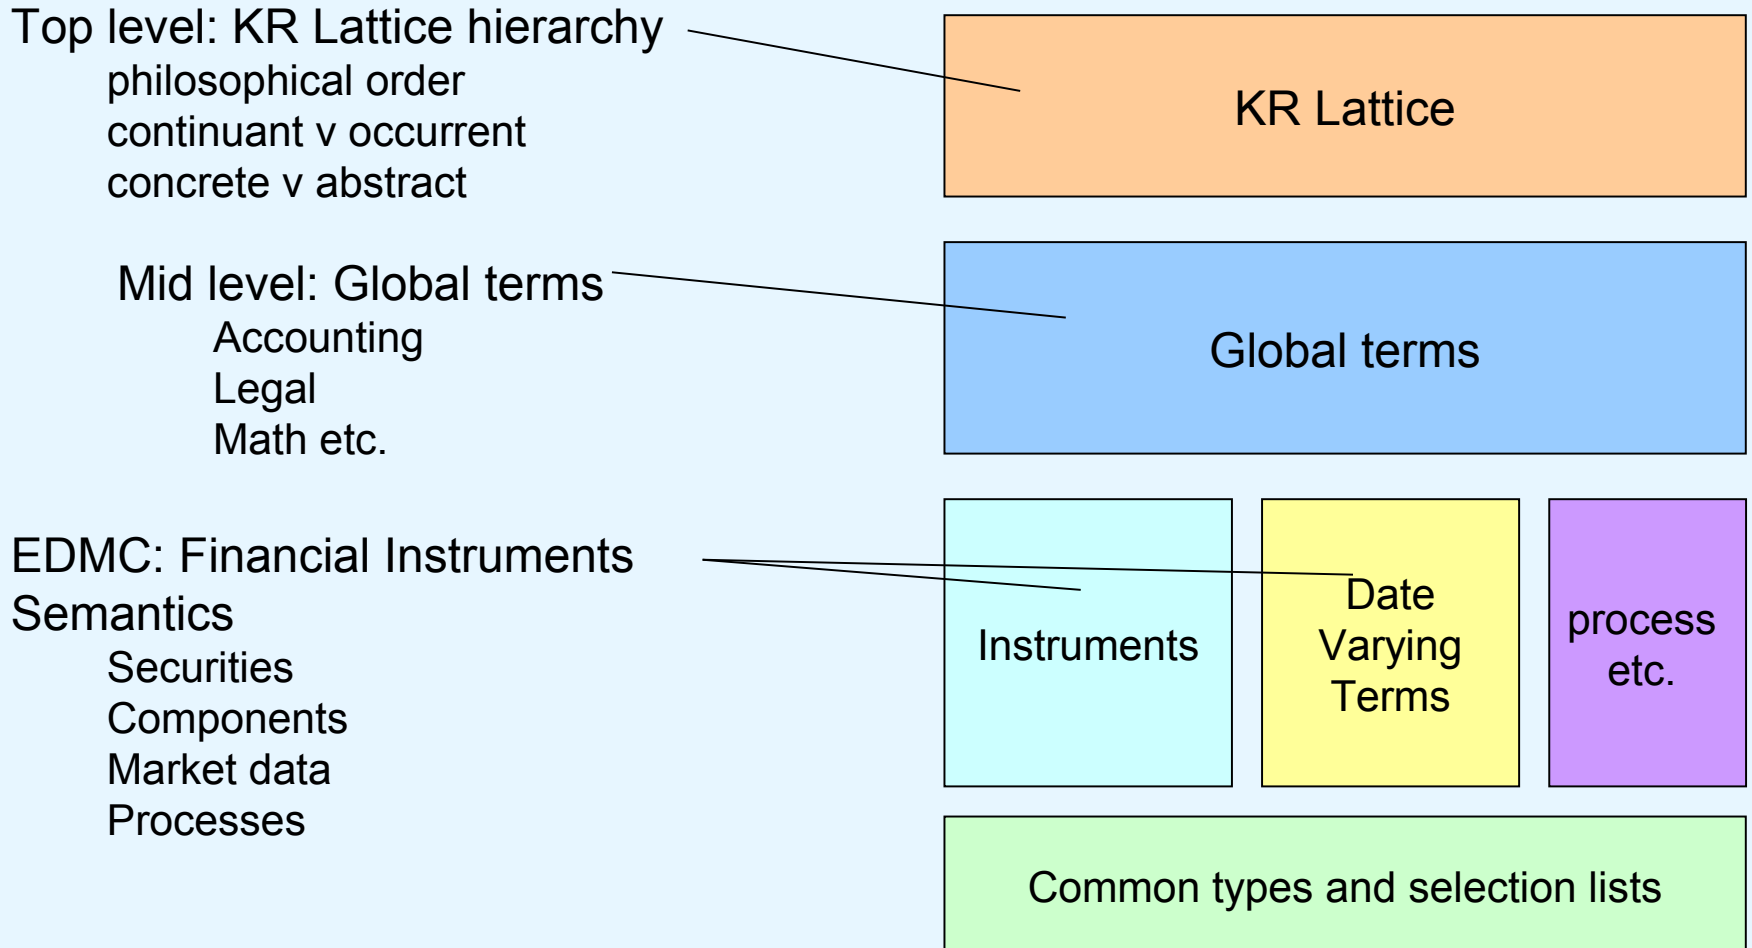 Top level: KR Lattice hierarchy
philosophical order
continuant v occurrent
concrete v abstract
Mid level: Global terms
Accounting
Legal
Math etc.
EDMC: Financial Instruments
Semantics
Securities
Components
Market data
Processes
KR Lattice
Global terms
Instruments
Date
Varying
Terms
process
etc.
Common types and selection lists